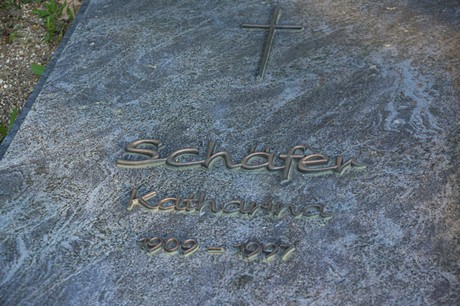 Schäfer
Katharina
1909 - 1997